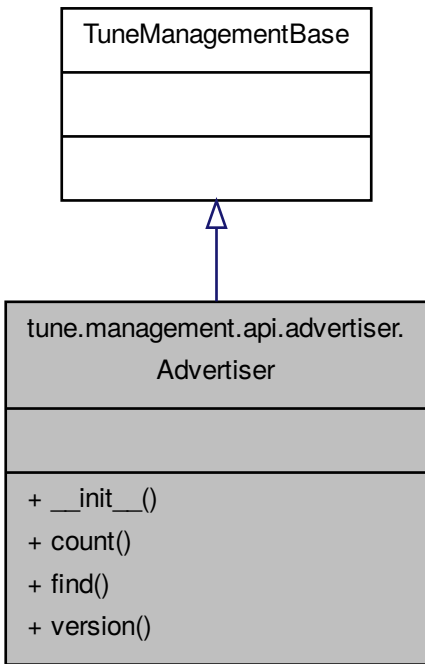 TuneManagementBase
tune.management.api.advertiser.
Advertiser
+ __init__()
+ count()
+ find()
+ version()